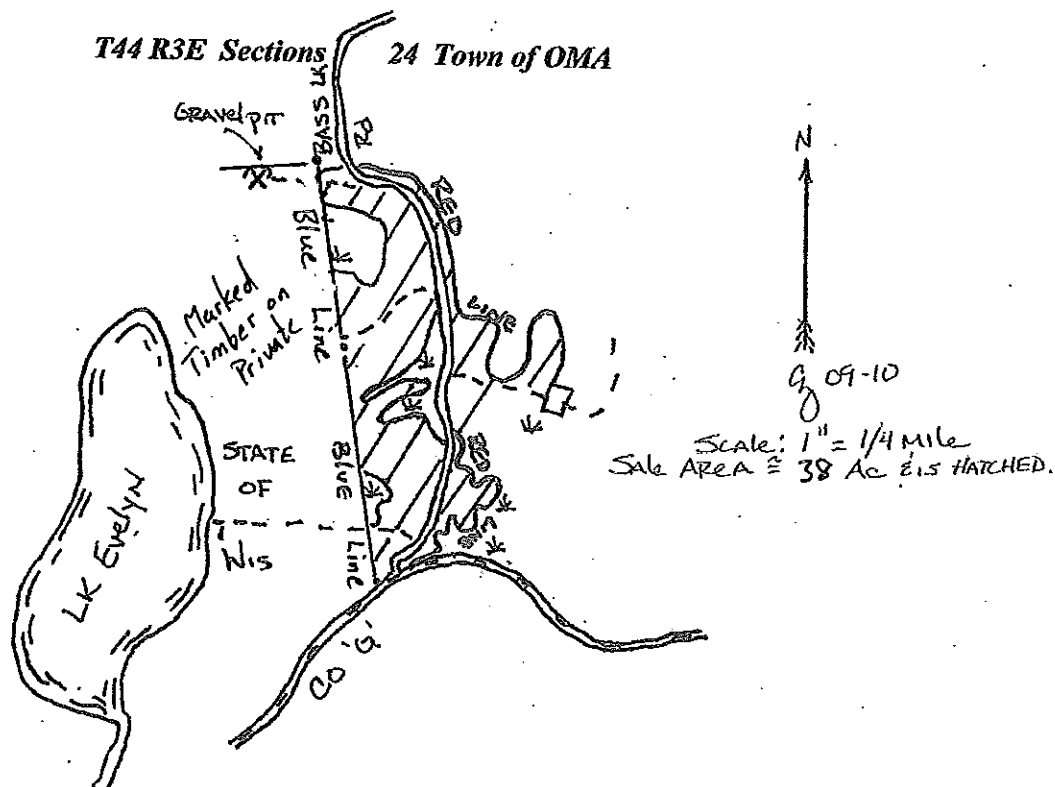 T44 R3E Sections 24 Town of OMA
Gravel pit
BASS LK
Rd
RED
LINE
N
Blue
Line
Marked
Timber on
Private
09-10
Scale: 1" = 1/4 Mile
Sale AREA ≅ 38 Ac & is HATCHED.
STATE
OF
WIS
Blue
Line
RED
LINE
LK Evelyn
CO 'G'